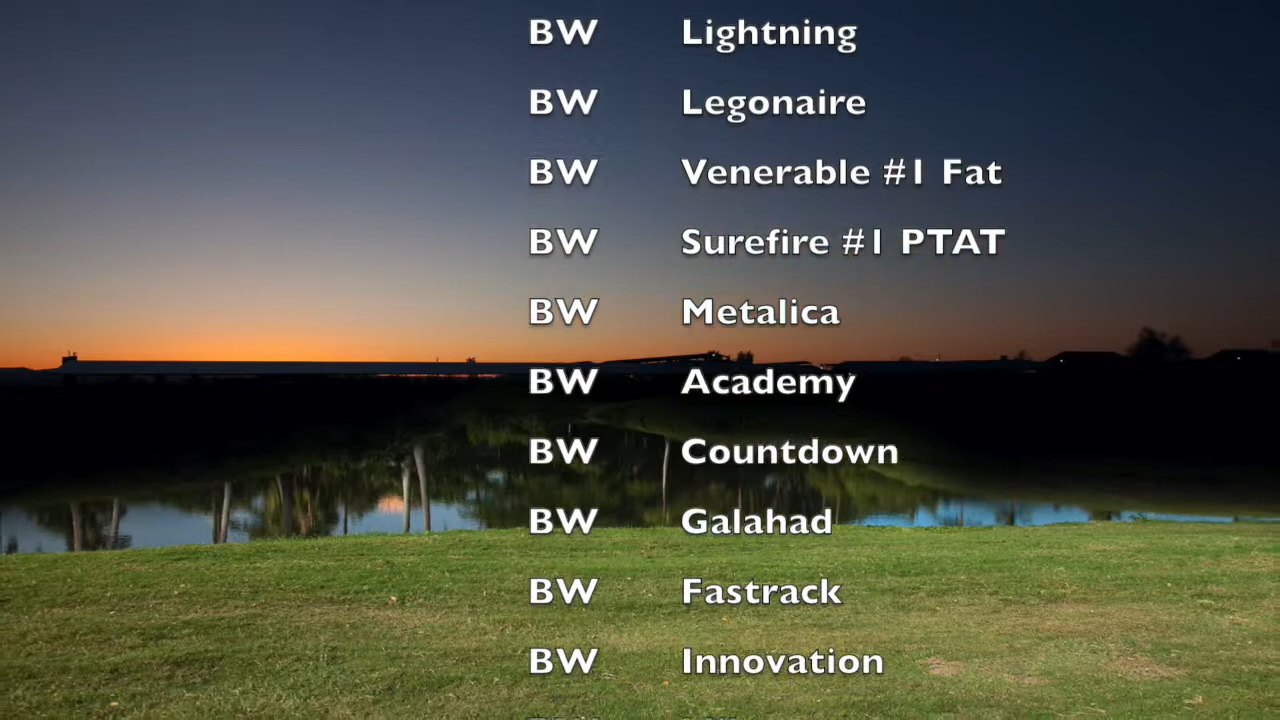 BW Lightning
BW Legonaire
BW Venerable #1 Fat
BW Surefire #1 PTAT
BW Metalica
BW Academy
BW Countdown
BW Galahad
BW Fastrack
BW Innovation